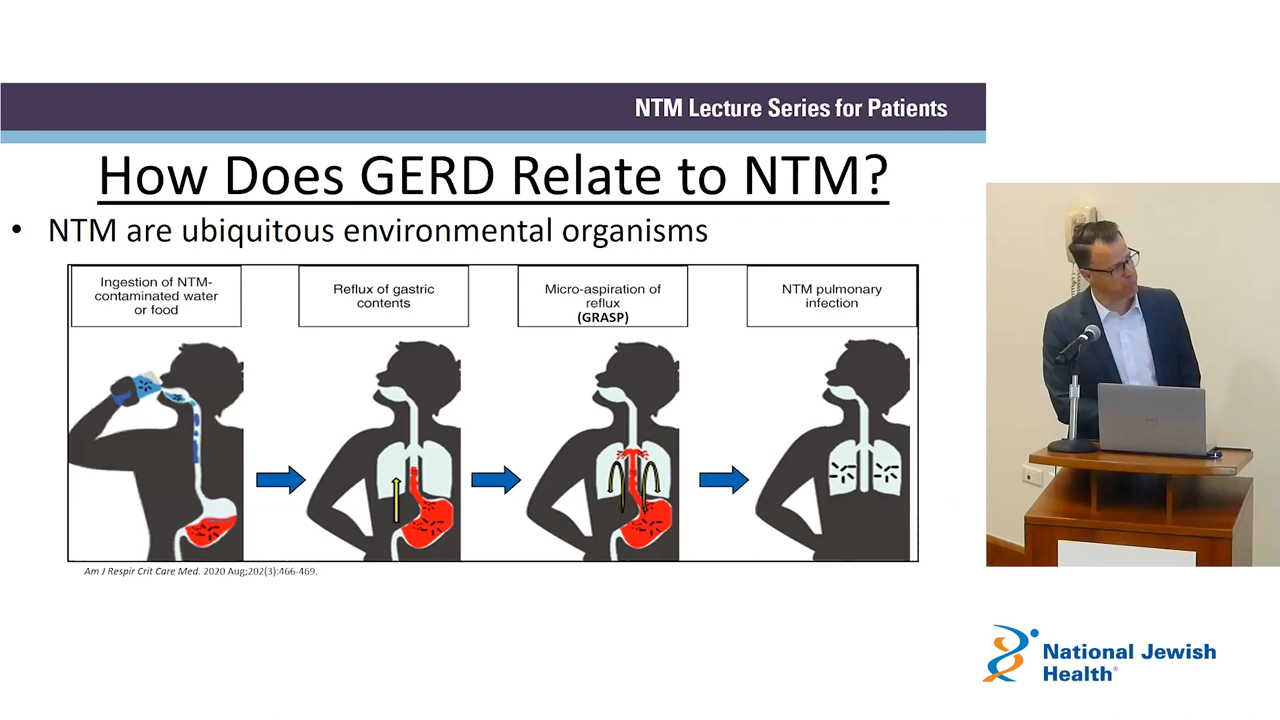 NTM Lecture Series for Patients
How Does GERD Relate to NTM?
• NTM are ubiquitous environmental organisms
Ingestion of NTM-
contaminated water
or food
Reflux of gastric
contents
Micro-aspiration of
reflux
(GRASP)
NTM pulmonary
infection
Am J Respir Crit Care Med. 2020 Aug;202(3):466-469.
National Jewish
Health®